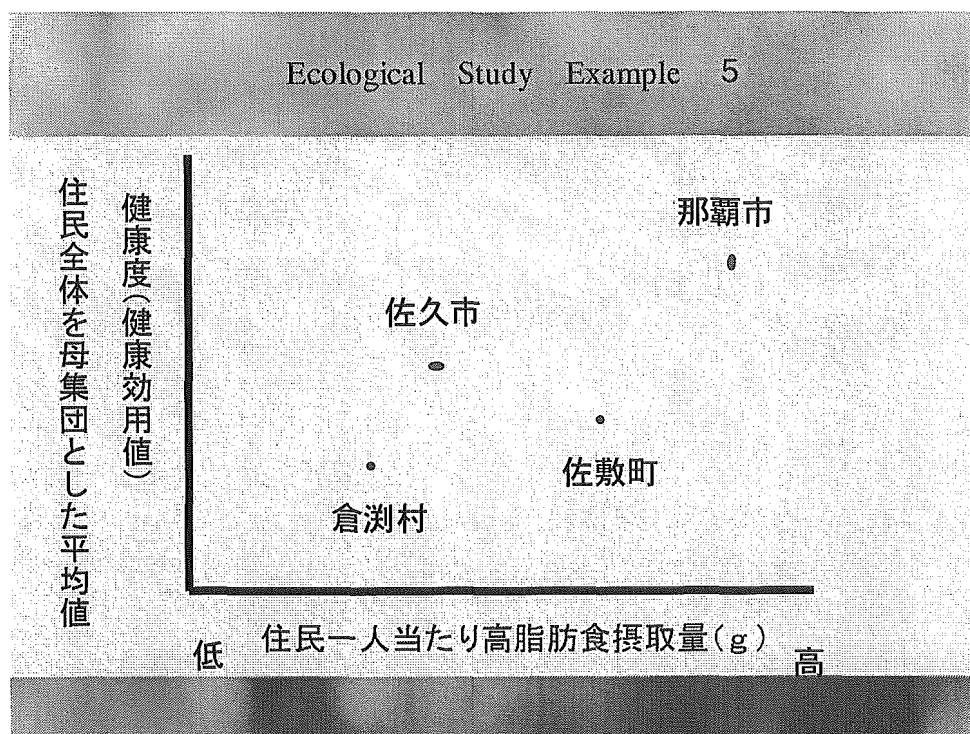 Ecological Study Example 5
住民全体を母集団とした平均値
健康度(健康効用値)
那覇市
佐久市
佐敷町
倉渕村
低 住民一人当たり高脂肪食摂取量(g) 高